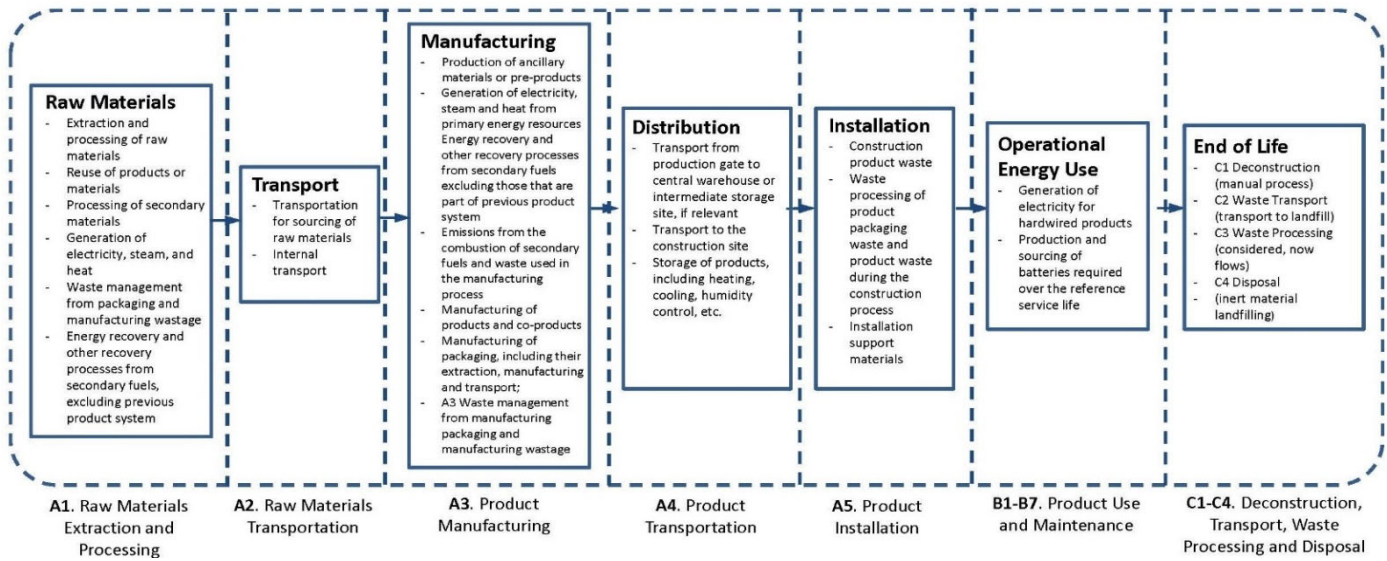 Raw Materials
- Extraction and
processing of raw
materials
- Reuse of products or
materials
- Processing of secondary
materials
- Generation of
electricity, steam, and
heat
- Waste management
from packaging and
manufacturing wastage
- Energy recovery and
other recovery
processes from
secondary fuels,
excluding previous
product system
Transport
- Transportation
for sourcing of
raw materials
- Internal
transport
Manufacturing
- Production of ancillary
materials or pre-products
- Generation of electricity,
steam and heat from
primary energy resources
Energy recovery and
other recovery processes
from secondary fuels
excluding those that are
part of previous product
system
- Emissions from the
combustion of secondary
fuels and waste used in
the manufacturing
process
- Manufacturing of
products and co-products
- Manufacturing of
packaging, including their
extraction, manufacturing
and transport;
- A3 Waste management
from manufacturing
packaging and
manufacturing wastage
Distribution
- Transport from
production gate to
central warehouse or
intermediate storage
site, if relevant
- Transport to the
construction site
- Storage of products,
including heating,
cooling, humidity
control, etc.
Installation
- Construction
product waste
- Waste
processing of
product
packaging waste
and product
waste during the
construction
process
- Installation
support
materials
Operational
Energy Use
- Generation of
electricity for
hardwired products
- Production and
sourcing of
batteries required
over the reference
service life
End of Life
- C1 Deconstruction
(manual process)
- C2 Waste Transport
(transport to landfill)
- C3 Waste Processing
(considered, now
flows)
- C4 Disposal
- (inert material
landfilling)
A1. Raw Materials
Extraction and
Processing
A2. Raw Materials
Transportation
A3. Product
Manufacturing
A4. Product
Transportation
A5. Product
Installation
B1-B7. Product Use
and Maintenance
C1-C4. Deconstruction,
Transport, Waste
Processing and Disposal